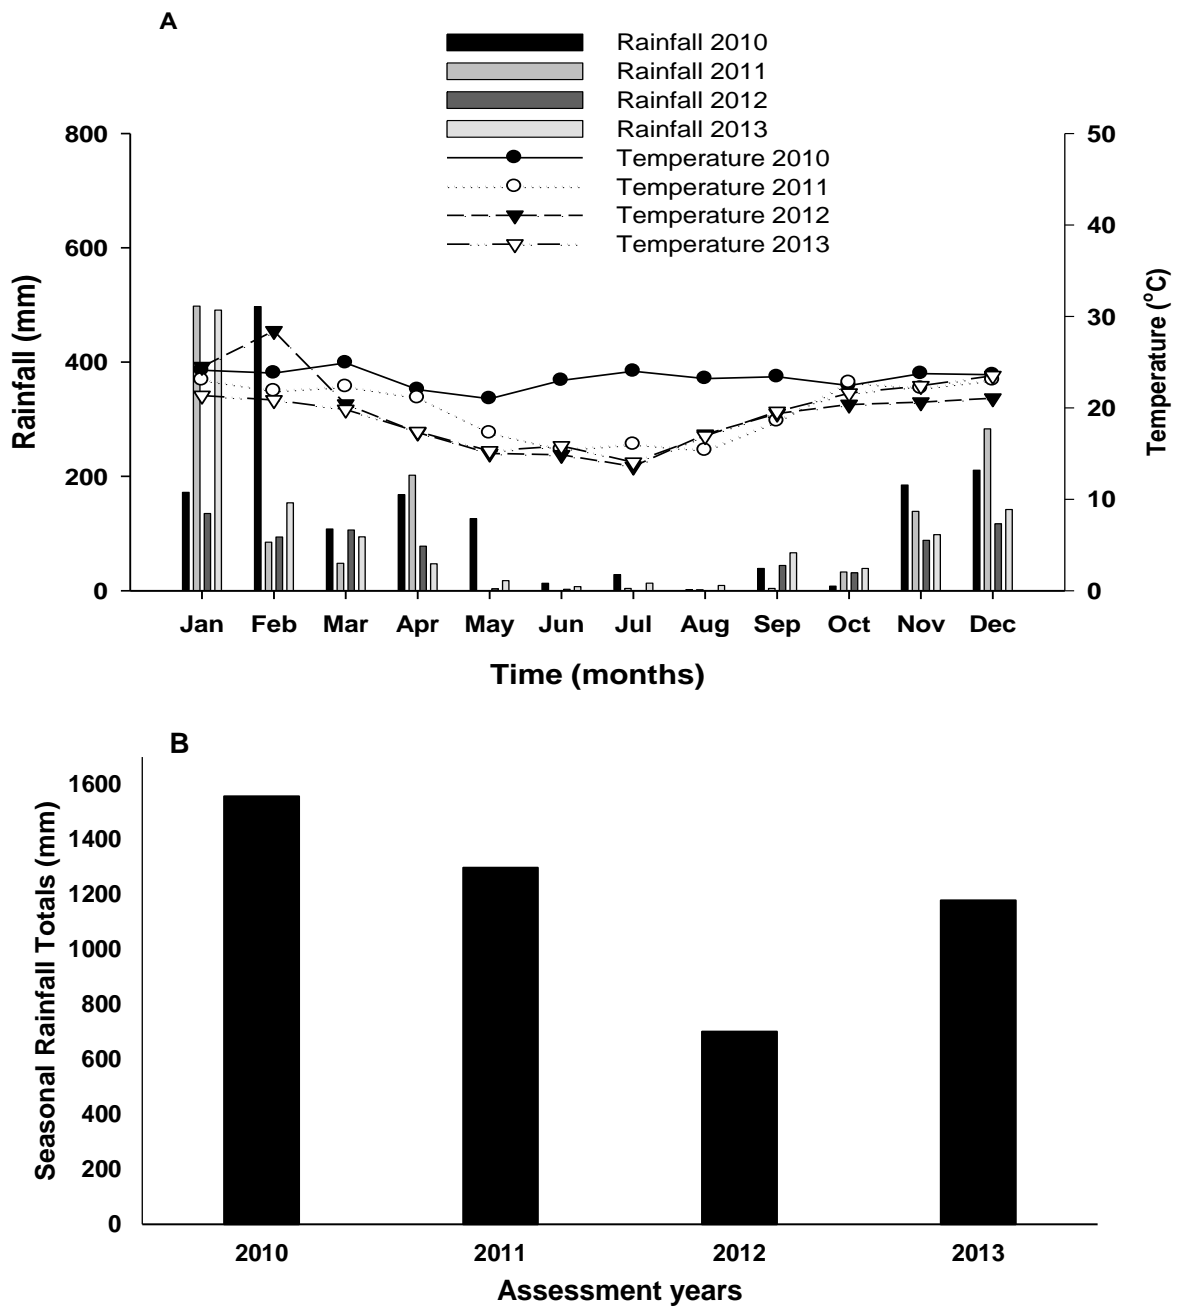 A
Rainfall 2010
Rainfall 2011
Rainfall 2012
Rainfall 2013
Temperature 2010
Temperature 2011
Temperature 2012
Temperature 2013
800
600
400
200
0
Rainfall (mm)
50
40
30
20
10
0
Temperature (°C)
Jan Feb Mar Apr May Jun Jul Aug Sep Oct Nov Dec
Time (months)
B
1600
1400
1200
1000
800
600
400
200
0
Seasonal Rainfall Totals (mm)
2010 2011 2012 2013
Assessment years